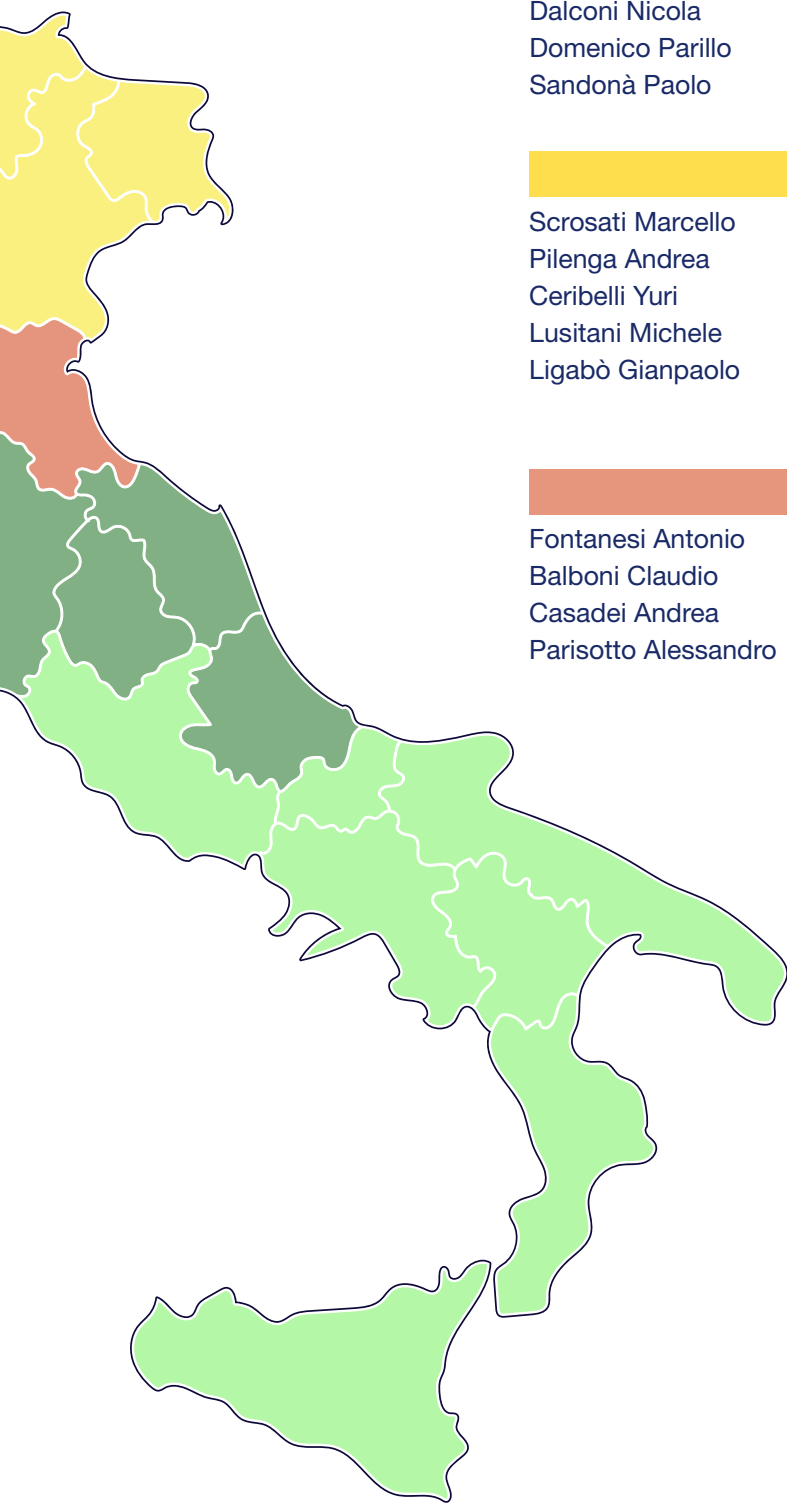 Dalconi Nicola
Domenico Parillo
Sandonà Paolo
Scrosati Marcello
Pilenga Andrea
Ceribelli Yuri
Lusitani Michele
Ligabò Gianpaolo
Fontanesi Antonio
Balboni Claudio
Casadei Andrea
Parisotto Alessandro